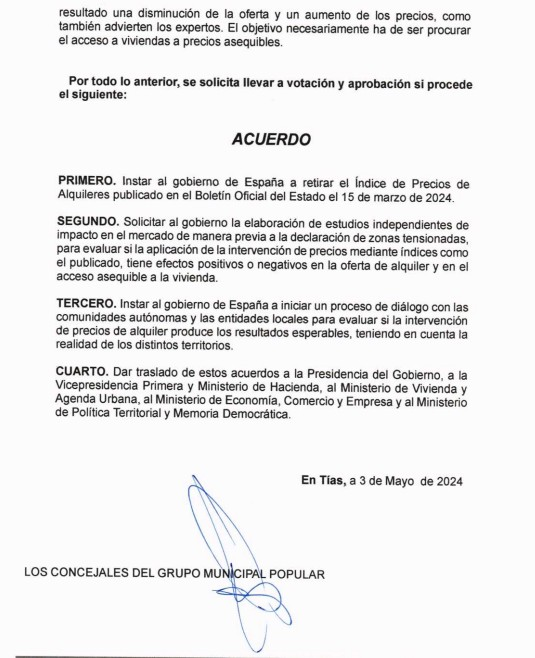 resultado una disminución de la oferta y un aumento de los precios, como
también advierten los expertos. El objetivo necesariamente ha de ser procurar
el acceso a viviendas a precios asequibles.
Por todo lo anterior, se solicita llevar a votación y aprobación si procede
el siguiente:
ACUERDO
PRIMERO. Instar al gobierno de España a retirar el Índice de Precios de
Alquileres publicado en el Boletín Oficial del Estado el 15 de marzo de 2024.
SEGUNDO. Solicitar al gobierno la elaboración de estudios independientes de
impacto en el mercado de manera previa a la declaración de zonas tensionadas,
para evaluar si la aplicación de la intervención de precios mediante índices como
el publicado, tiene efectos positivos o negativos en la oferta de alquiler y en el
acceso asequible a la vivienda.
TERCERO. Instar al gobierno de España a iniciar un proceso de diálogo con las
comunidades autónomas y las entidades locales para evaluar si la intervención
de precios de alquiler produce los resultados esperables, teniendo en cuenta la
realidad de los distintos territorios.
CUARTO. Dar traslado de estos acuerdos a la Presidencia del Gobierno, a la
Vicepresidencia Primera y Ministerio de Hacienda, al Ministerio de Vivienda y
Agenda Urbana, al Ministerio de Economía, Comercio y Empresa y al Ministerio
de Política Territorial y Memoria Democrática.
En Tías, a 3 de Mayo de 2024
LOS CONCEJALES DEL GRUPO MUNICIPAL POPULAR